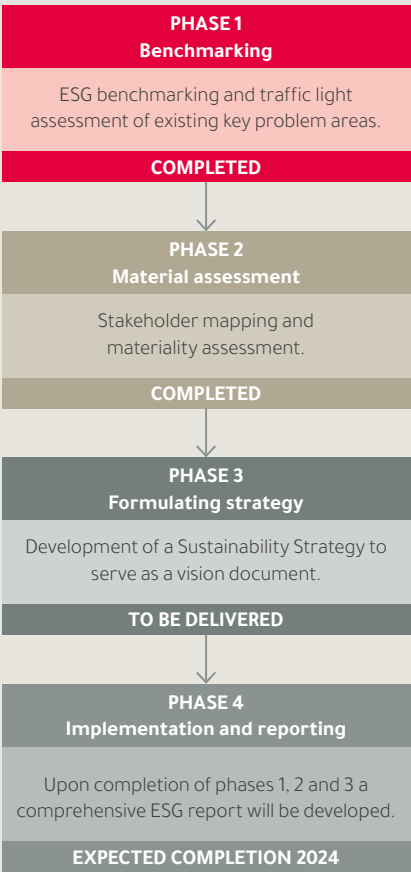 PHASE 1
Benchmarking
ESG benchmarking and traffic light
assessment of existing key problem areas.
COMPLETED
PHASE 2
Material assessment
Stakeholder mapping and
materiality assessment.
COMPLETED
PHASE 3
Formulating strategy
Development of a Sustainability Strategy to
serve as a vision document.
TO BE DELIVERED
PHASE 4
Implementation and reporting
Upon completion of phases 1, 2 and 3 a
comprehensive ESG report will be developed.
EXPECTED COMPLETION 2024